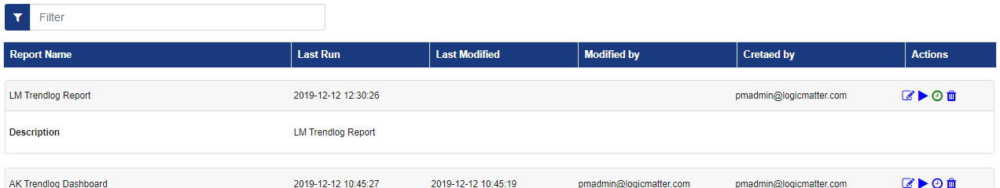 Filter
Report Name Last Run Last Modified Modified by Cretaed by Actions
LM Trendlog Report 2019-12-12 12:30:26 pmadmin@logicmatter.com
Description LM Trendlog Report
AK Trendlog Dashboard 2019-12-12 10:45:27 2019-12-12 10:45:19 pmadmin@logicmatter.com pmadmin@logicmatter.com